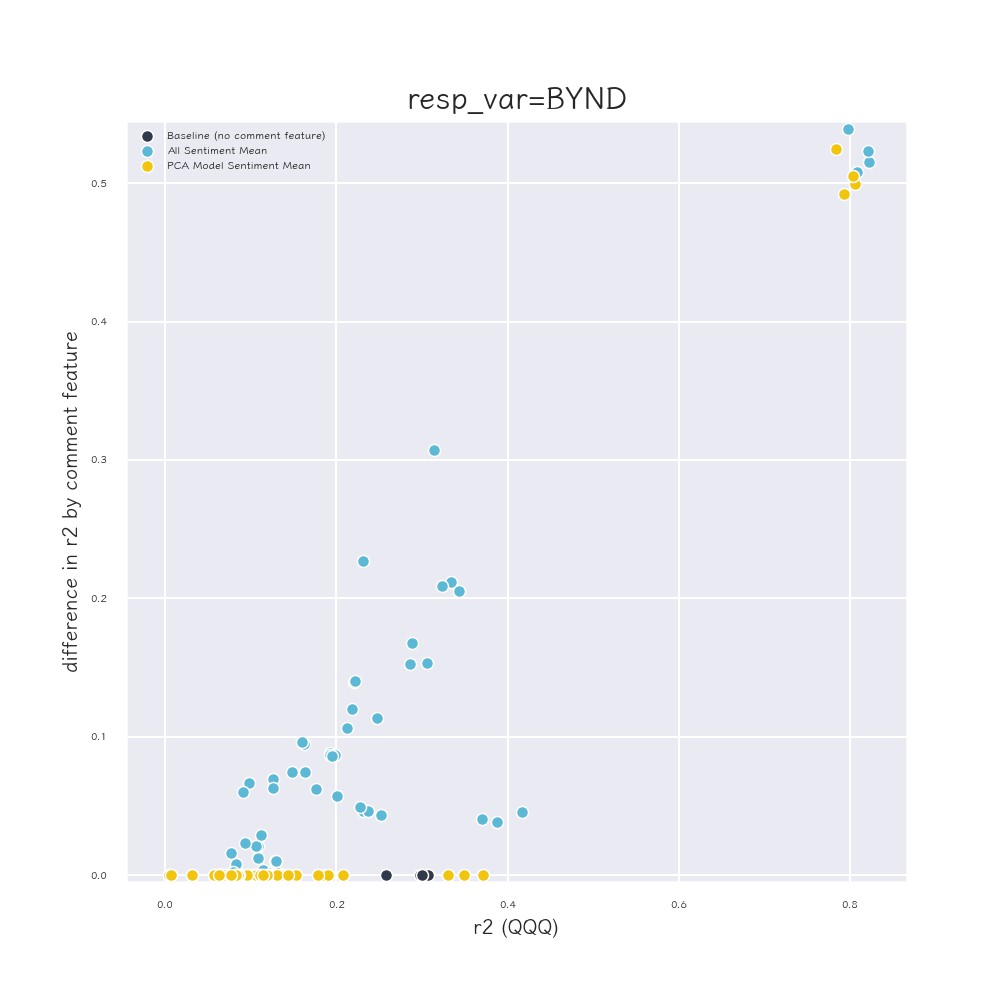 resp_var=BYND
Baseline (no comment feature)
All Sentiment Mean
PCA Model Sentiment Mean
difference in r2 by comment feature
0.5
0.4
0.3
0.2
0.1
0.0
0.0 0.2 0.4 0.6 0.8
r2 (QQQ)